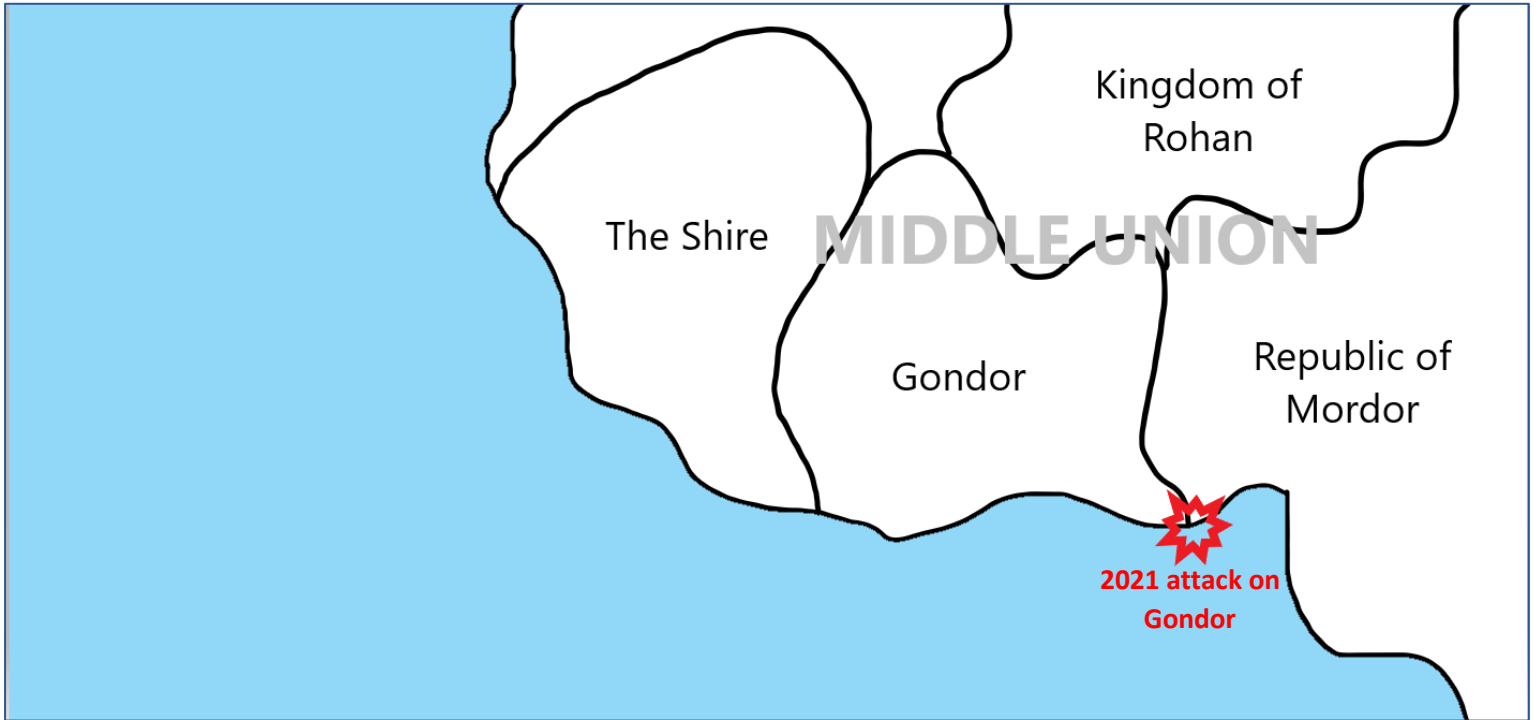 Kingdom of
Rohan
The Shire
MIDDLE UNION
Gondor
Republic of
Mordor
2021 attack on
Gondor